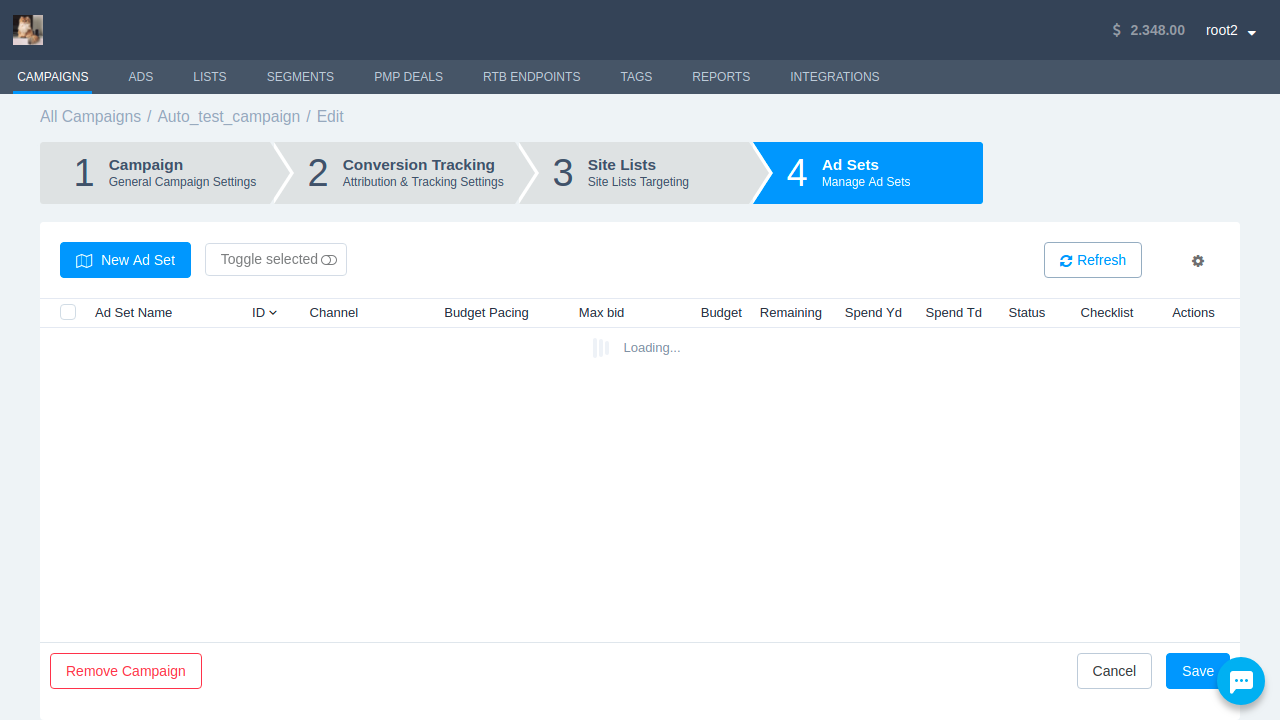 $ 2.348.00 root2
CAMPAIGNS ADS LISTS SEGMENTS PMP DEALS RTB ENDPOINTS TAGS REPORTS INTEGRATIONS
All Campaigns / Auto_test_campaign / Edit
1 Campaign
General Campaign Settings
2 Conversion Tracking
Attribution & Tracking Settings
3 Site Lists
Site Lists Targeting
4 Ad Sets
Manage Ad Sets
New Ad Set Toggle selected Refresh
Ad Set Name ID Channel Budget Pacing Max bid Budget Remaining Spend Yd Spend Td Status Checklist Actions
Loading...
Remove Campaign Cancel Save